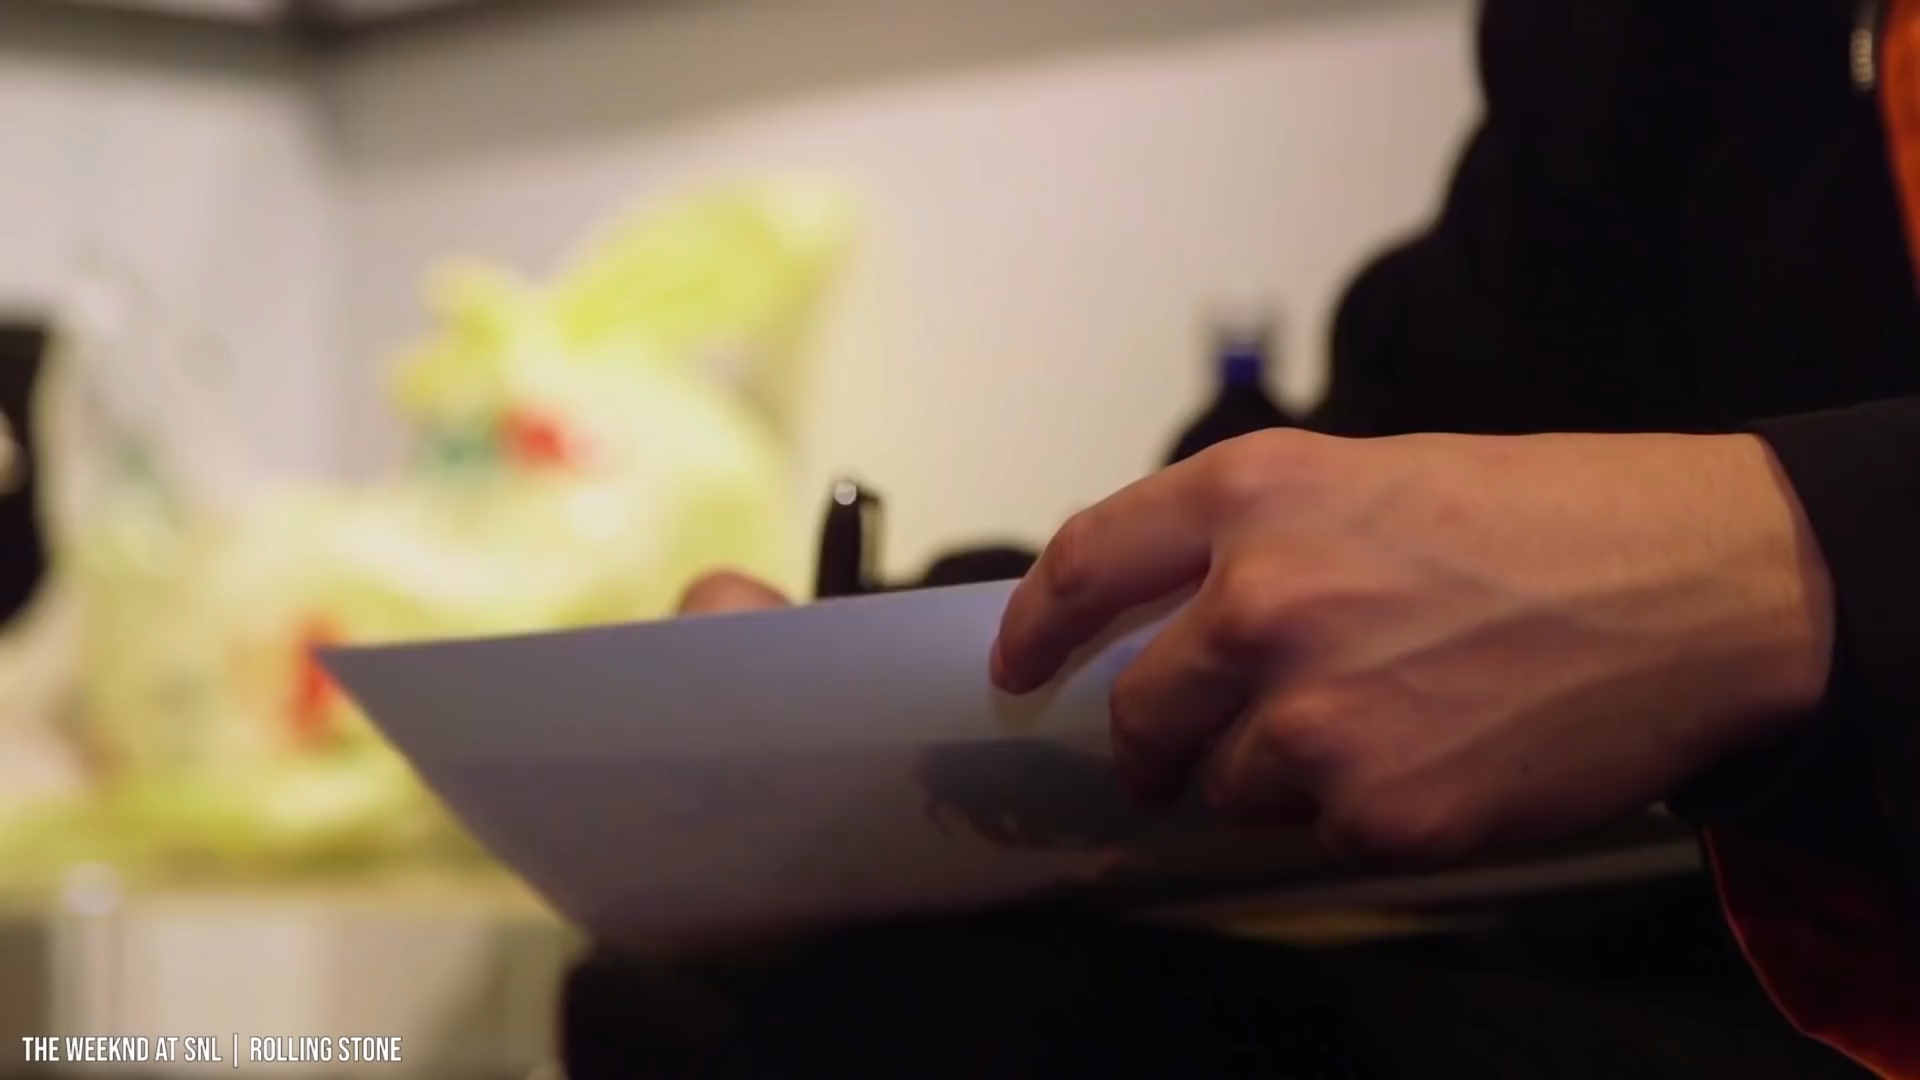 THE WEEKND AT SNL | ROLLING STONE